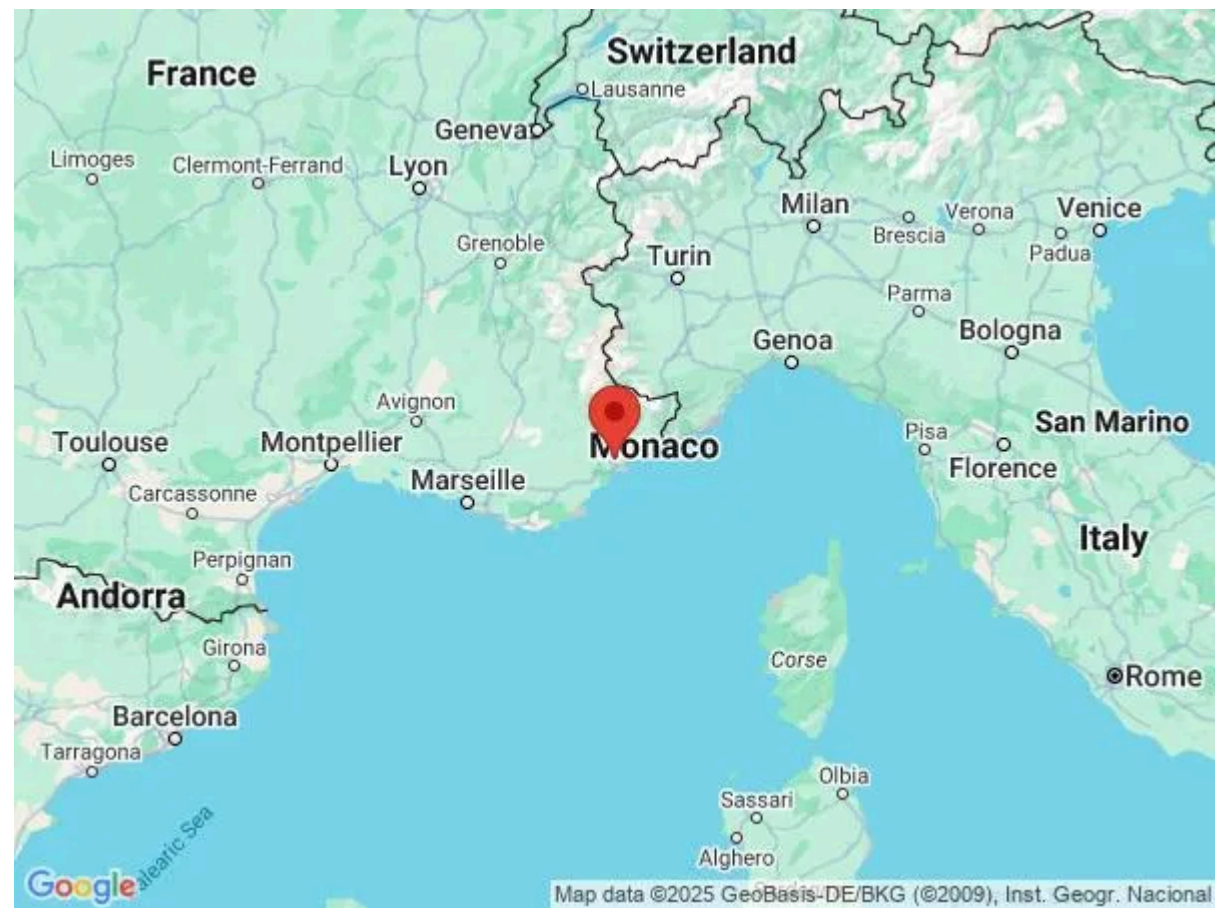 Switzerland
France
Lausanne
Geneva
Limoges
Clermont-Ferrand
Lyon
Milan
Verona
Venice
Brescia
Padua
Grenoble
Turin
Parma
Genoa
Bologna
Avignon
San Marino
Toulouse
Montpellier
Monaco
Pisa
Florence
Marseille
Carcassonne
Italy
Perpignan
Andorra
Girona
Corse
Rome
Barcelona
Tarragona
Olbia
Sassari
Alghero
alearic Sea
Google
Map data ©2025 GeoBasis-DE/BKG (©2009), Inst. Geogr. Nacional